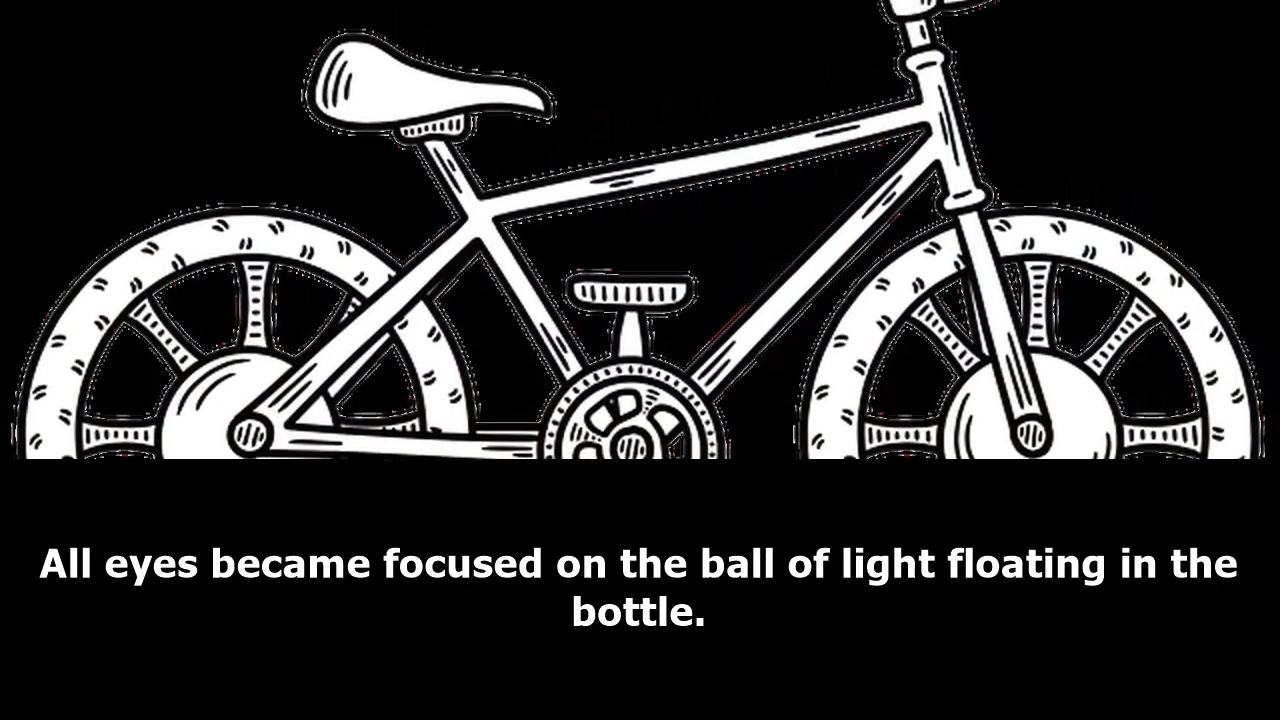 All eyes became focused on the ball of light floating in the
bottle.